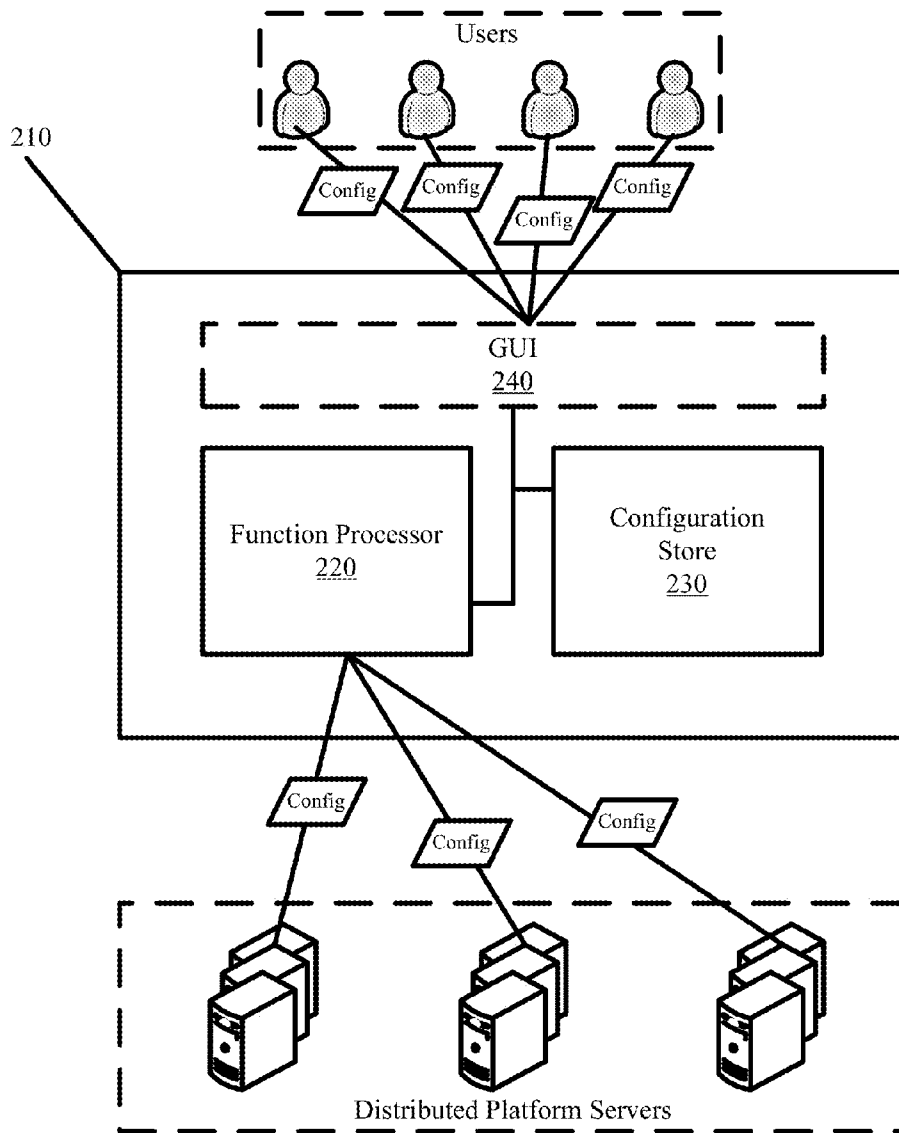 Users
210
Config
Config
Config
Config
GUI
240
Function Processor
220
Configuration
Store
230
Config
Config
Config
Distributed Platform Servers